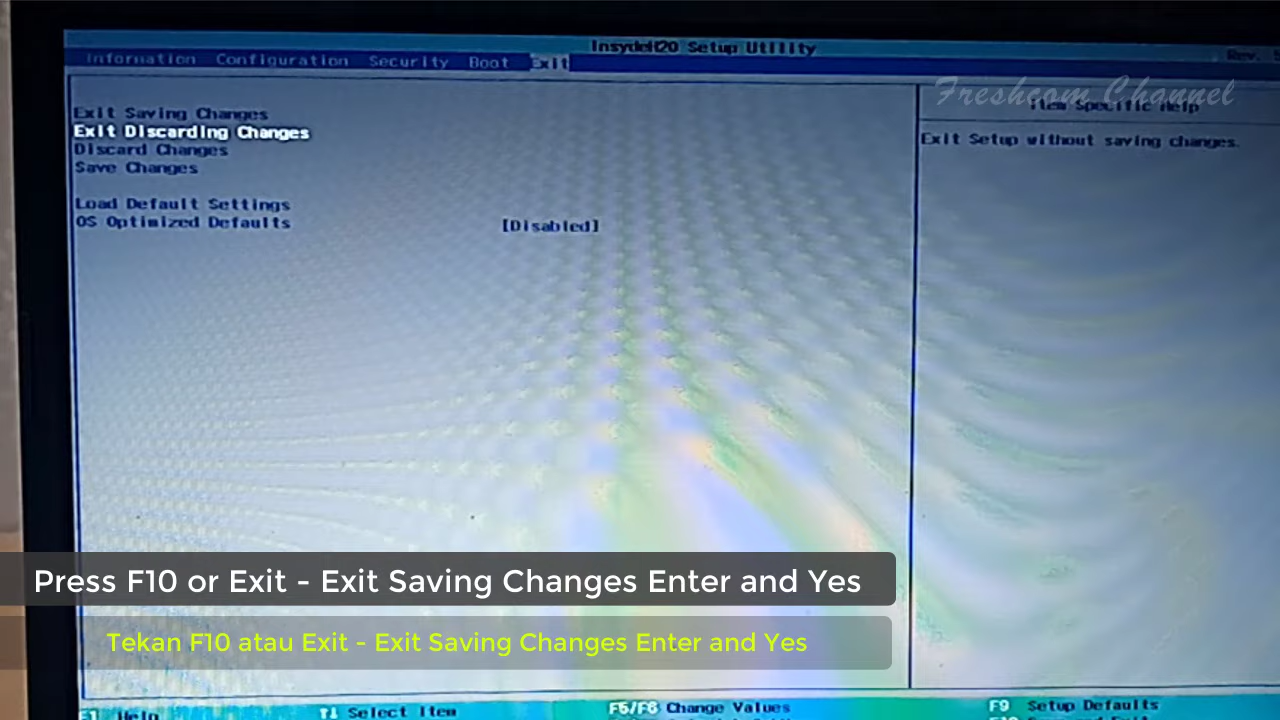 InsydeH20 Setup Utility
Rev.
Information Configuration Security Boot Exit
Freshcom Channel
Item Specific Help
Exit Saving Changes
Exit Discarding Changes
Discard Changes
Save Changes
Exit Setup without saving changes.
Load Default Settings
OS Optimized Defaults [Disabled]
Press F10 or Exit - Exit Saving Changes Enter and Yes
Tekan F10 atau Exit - Exit Saving Changes Enter and Yes
F1 Help ↑↓ Select Item F5/F6 Change Values F9 Setup Defaults